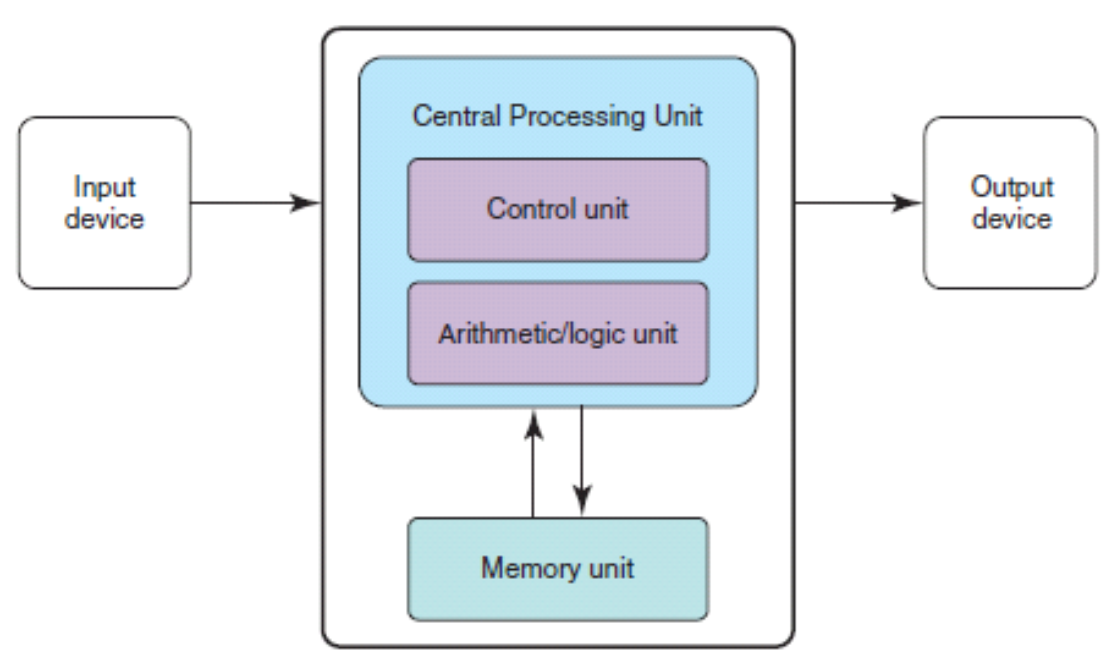 Central Processing Unit
Input
device
Control unit
Output
device
Arithmetic/logic unit
Memory unit